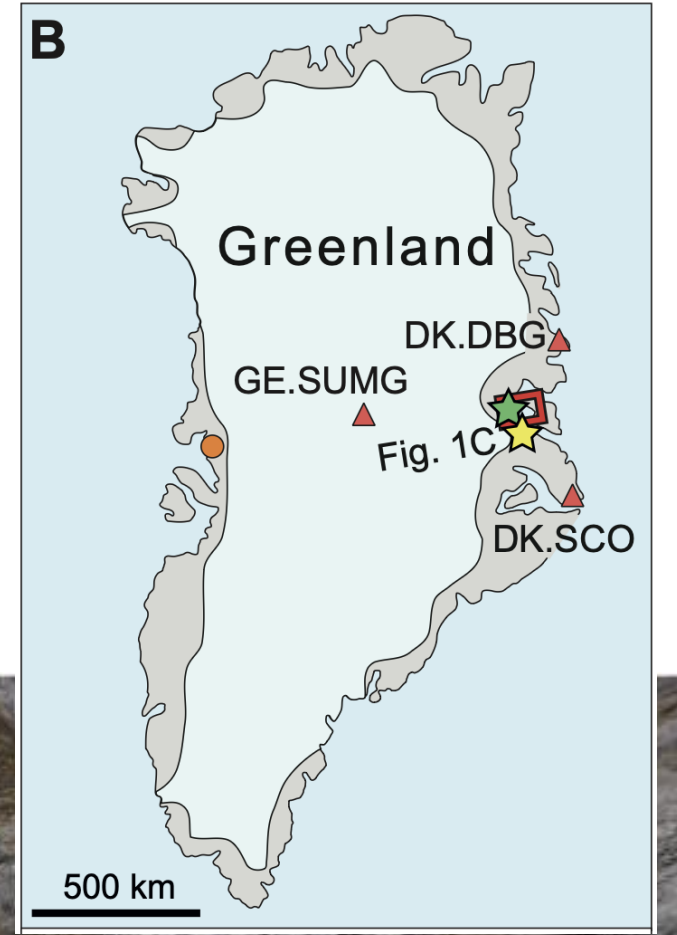 B
Greenland
DK.DBG
GE.SUMG
Fig. 1C
DK.SCO
500 km